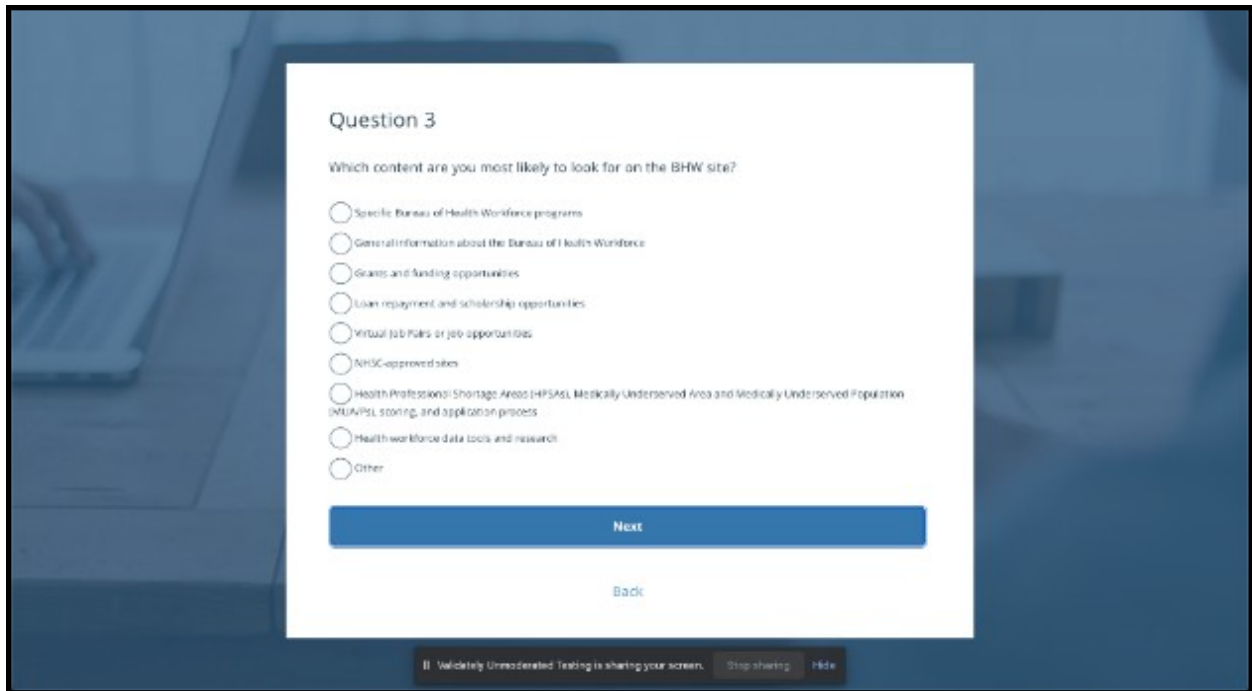 Question 3
Which content are you most likely to look for on the BHW site?
Specific Bureau of Health Workforce programs
General information about the Bureau of Health Workforce
Grants and funding opportunities
Loan repayment and scholarship opportunities
Virtual Job Fairs or job opportunities
NHSC-approved sites
Health Professional Shortage Areas (HPSAs), Medically Underserved Area and Medically Underserved Population
(MUA/Ps), scoring, and application process
Health workforce data tools and research
Other
Next
Back
Validately Unmoderated Testing is sharing your screen. Stop sharing Hide